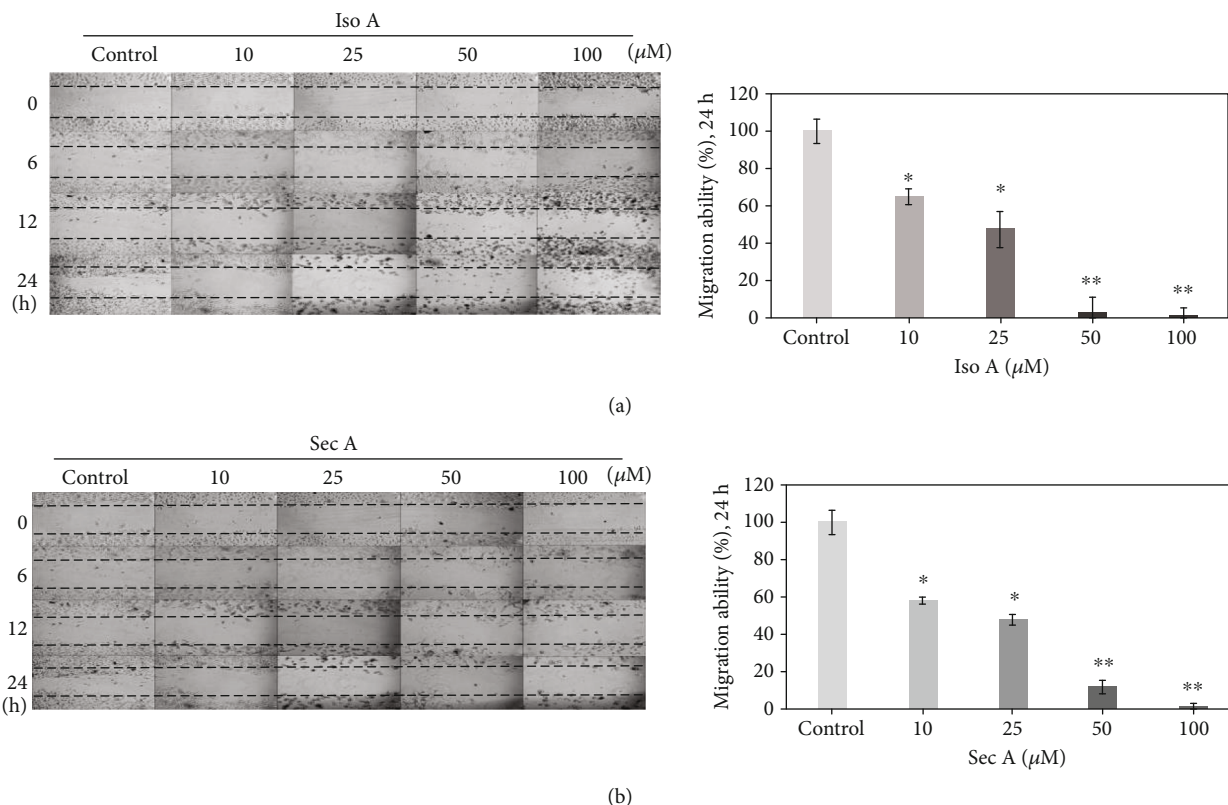 Iso A
Control 10 25 50 100 (μM)
0
6
12
24
(h)
Migration ability (%), 24 h
120
100
80
60
40
20
0
*
*
**
**
Control 10 25 50 100
Iso A (μM)
(a)
Sec A
Control 10 25 50 100 (μM)
0
6
12
24
(h)
Migration ability (%), 24 h
120
100
80
60
40
20
0
*
*
**
**
Control 10 25 50 100
Sec A (μM)
(b)